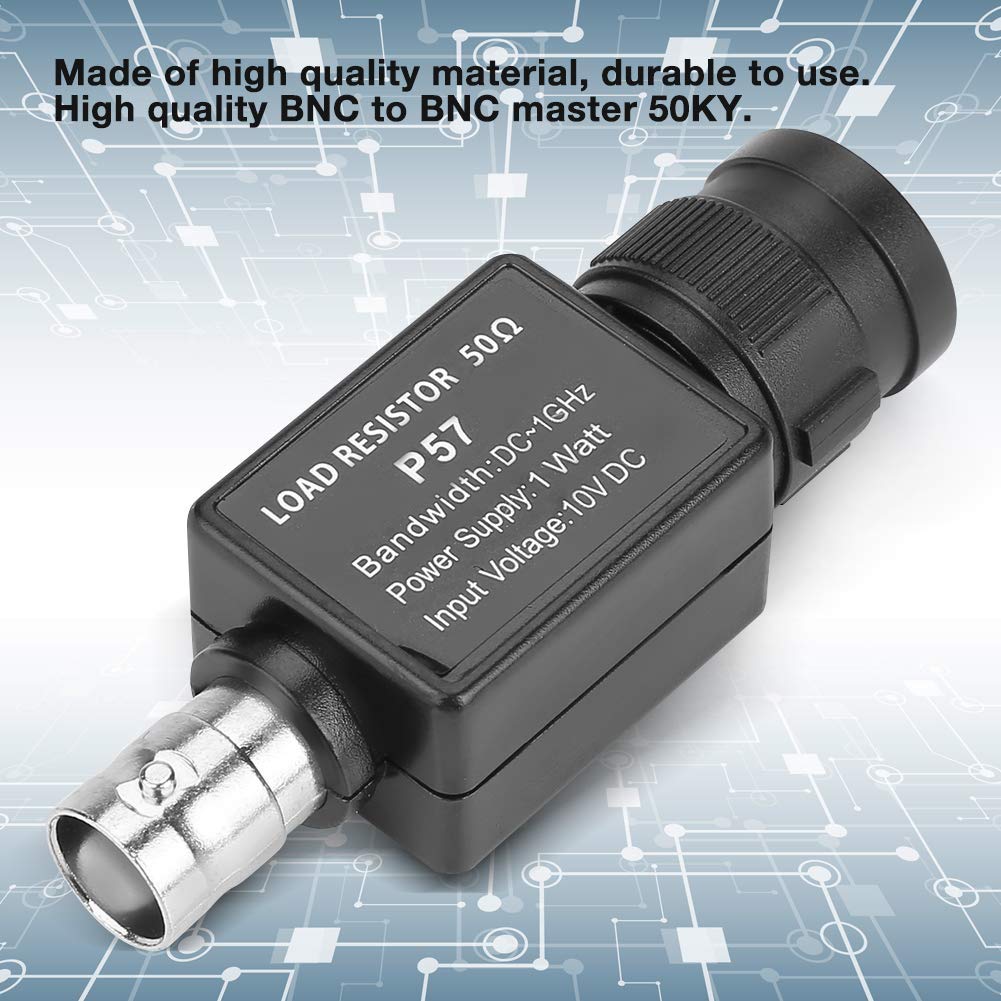 Made of high quality material, durable to use.
High quality BNC to BNC master 50KY.
LOAD RESISTOR 50Ω
P57
Bandwidth:DC~1GHz
Power Supply:1 Watt
Input Voltage:10V DC